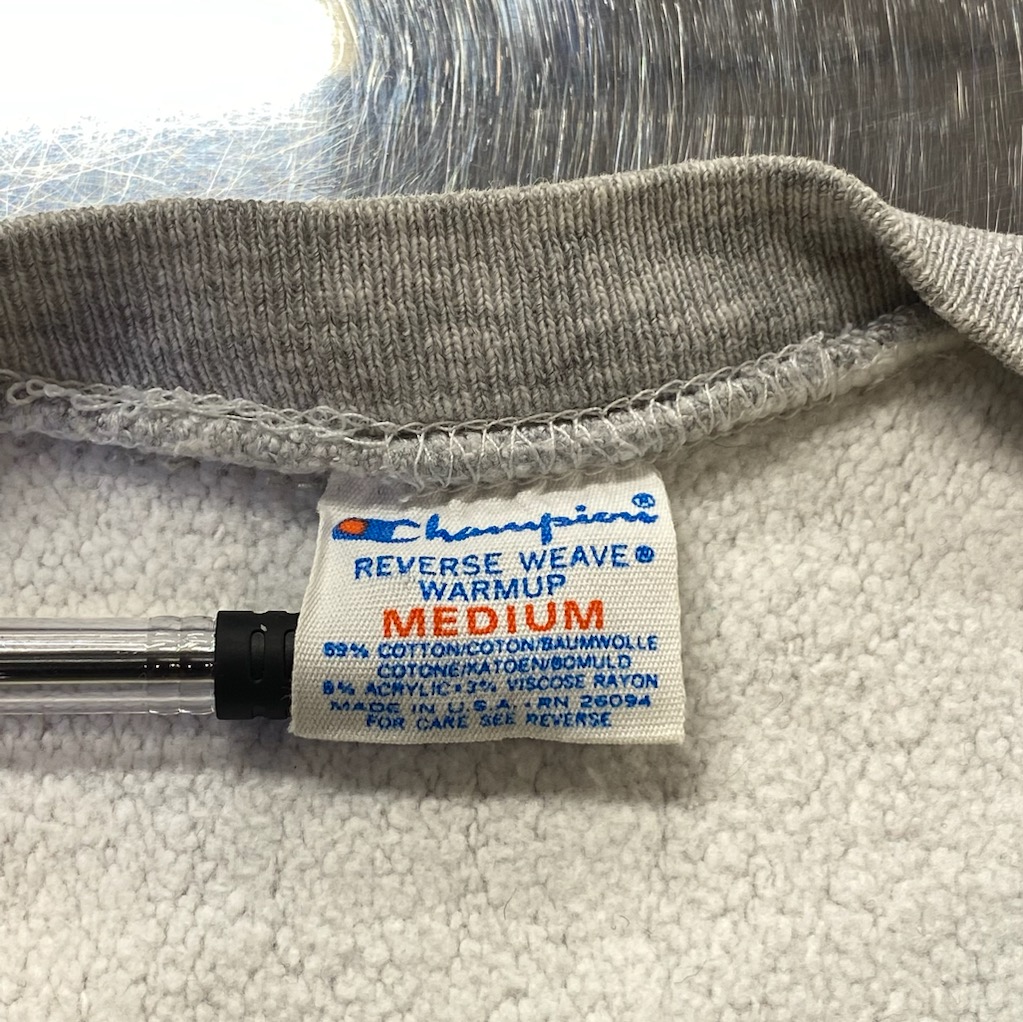 Champion®
REVERSE WEAVE®
WARMUP
MEDIUM
89% COTTON/COTON/BAUMWOLLE
COTONE/KATOEN/BOMULD
8% ACRYLIC • 3% VISCOSE RAYON
MADE IN U.S.A. • RN 26094
FOR CARE SEE REVERSE